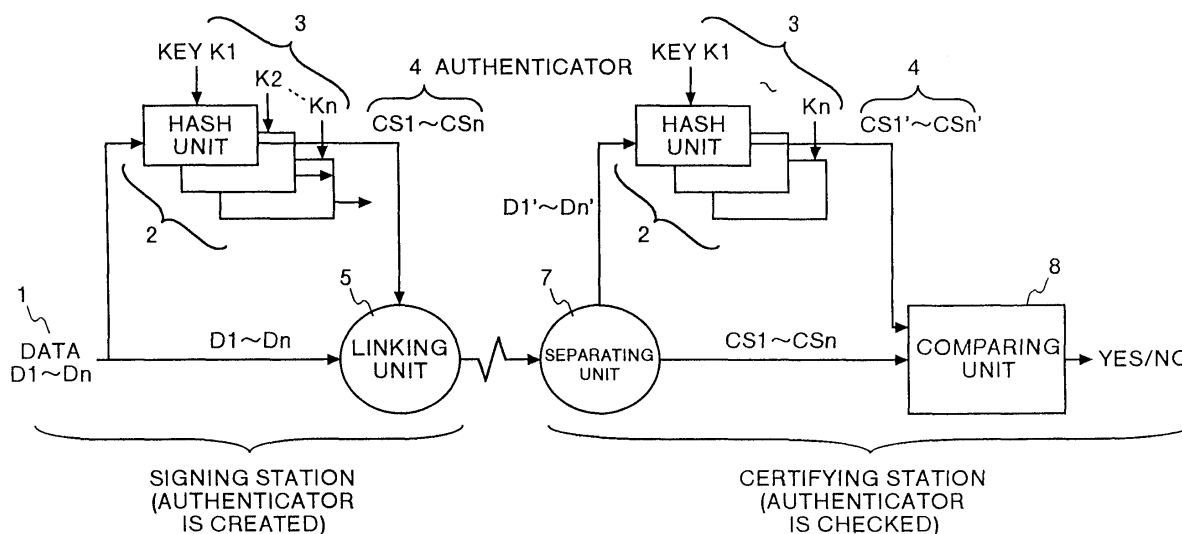 3
KEY K1
K2
Kn
4 AUTHENTICATOR
CS1~CSn
HASH
UNIT
2
1
DATA
D1~Dn
D1~Dn
5
LINKING
UNIT
SIGNING STATION
(AUTHENTICATOR
IS CREATED)
3
KEY K1
~
Kn
4
CS1'~CSn'
HASH
UNIT
D1'~Dn'
2
7
SEPARATING
UNIT
CS1~CSn
8
COMPARING
UNIT
YES/NO
CERTIFYING STATION
(AUTHENTICATOR
IS CHECKED)